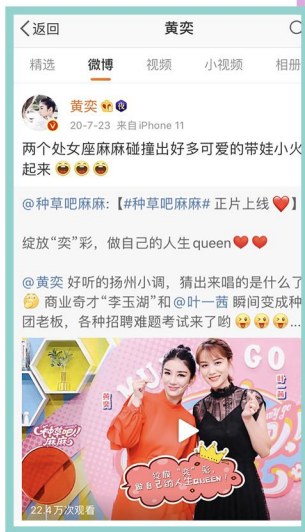 返回
黄奕
精选 微博 视频 小视频 相册
黄奕
20-7-23 来自 iPhone 11
两个处女座麻麻碰撞出好多可爱的带娃小火
起来
@种草吧麻麻:【#种草吧麻麻# 正片上线】
绽放“奕”彩，做自己的人生queen
@黄奕 好听的扬州小调，猜出来唱的是什么了
商业奇才“李玉湖”和@叶一茜 瞬间变成种
团老板，各种招聘难题考试来了哟...
GO
黄奕
叶一茜
种草吧!
麻麻
绽放“奕”彩,
做自己的人生QUEEN!
22.4万次观看